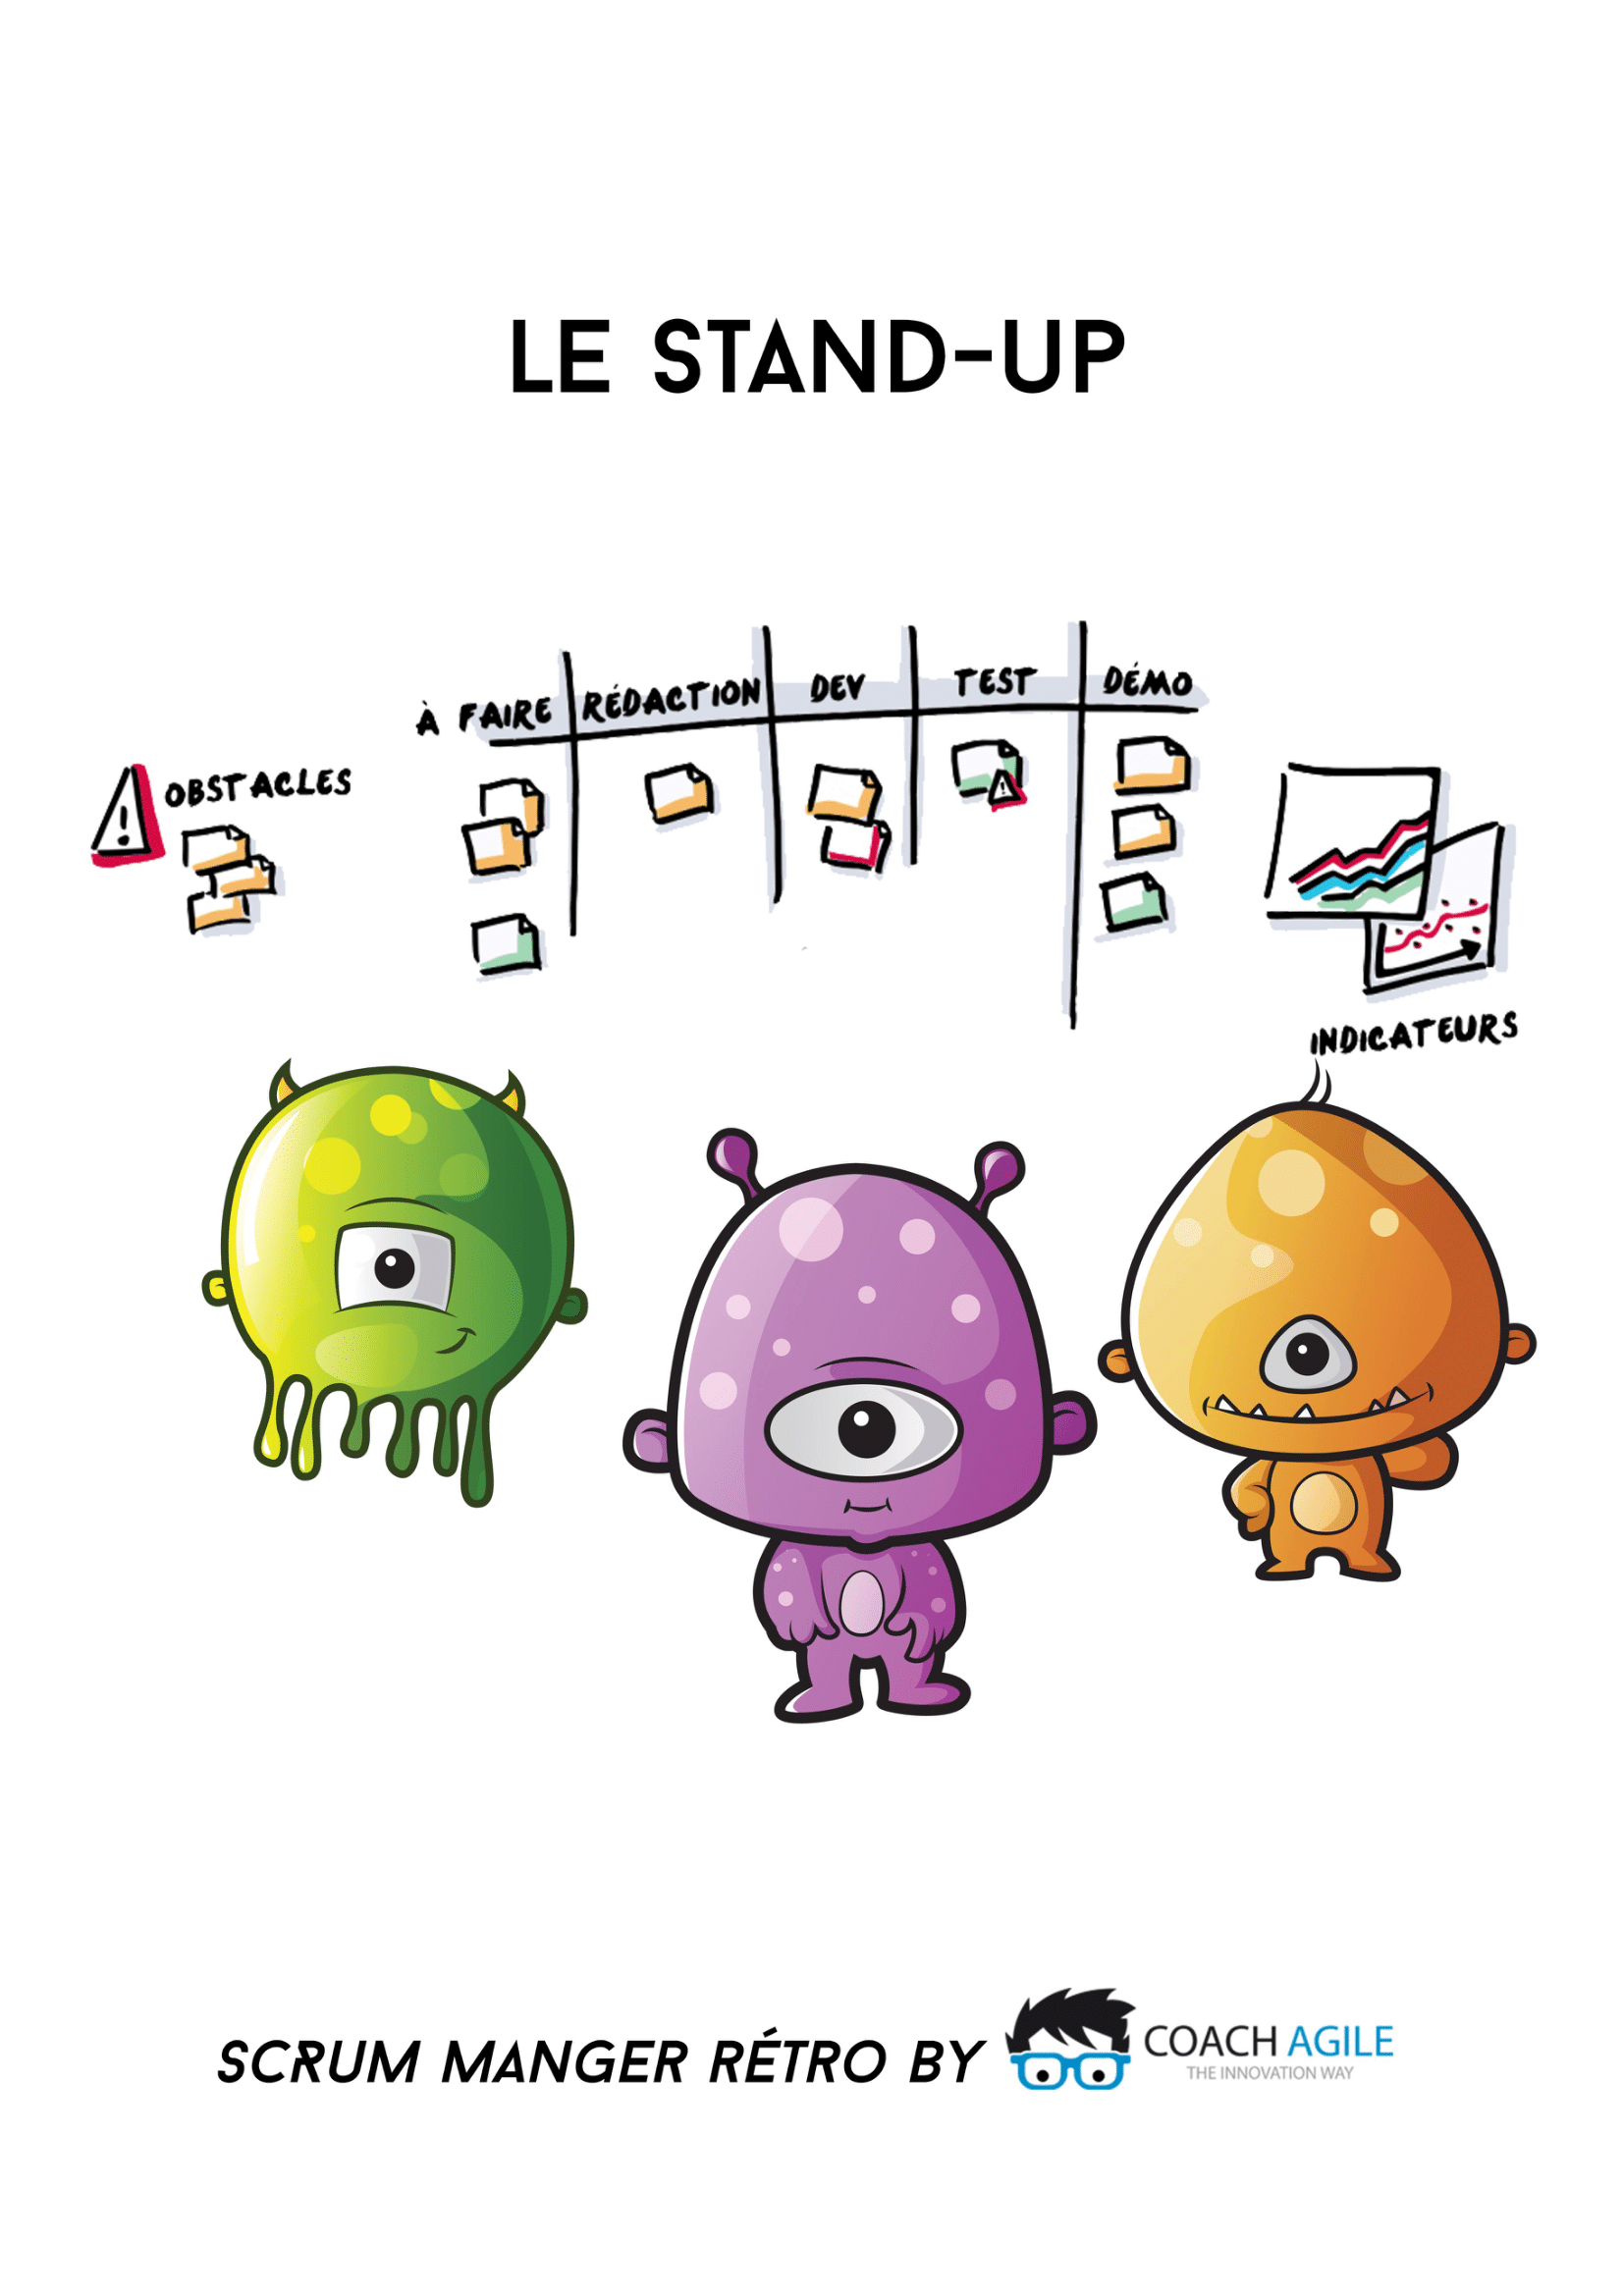 LE STAND-UP
À FAIRE
RÉDACTION
DEV
TEST
DÉMO
OBSTACLES
INDICATEURS
SCRUM MANGER RÉTRO BY
COACH AGILE
THE INNOVATION WAY